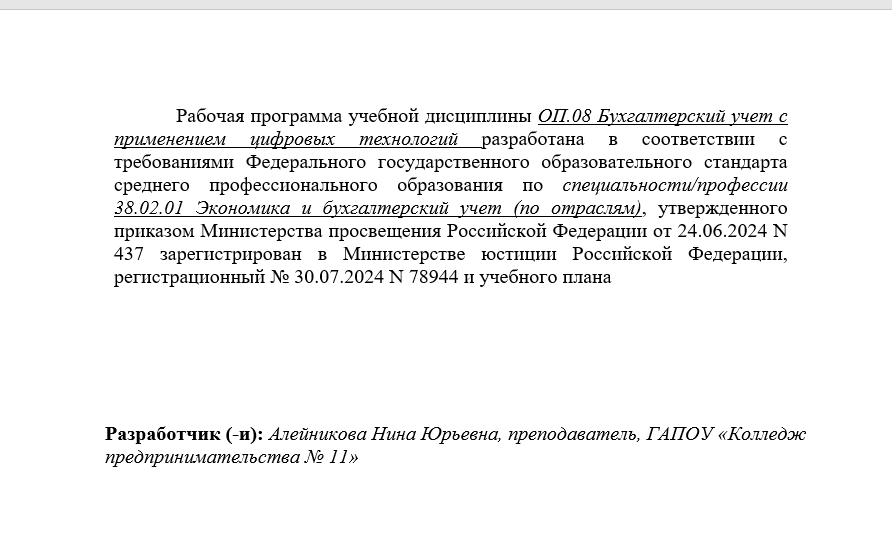 Рабочая программа учебной дисциплины ОП.08 Бухгалтерский учет с
применением цифровых технологий разработана в соответствии с
требованиями Федерального государственного образовательного стандарта
среднего профессионального образования по специальности/профессии
38.02.01 Экономика и бухгалтерский учет (по отраслям), утвержденного
приказом Министерства просвещения Российской Федерации от 24.06.2024 N
437 зарегистрирован в Министерстве юстиции Российской Федерации,
регистрационный № 30.07.2024 N 78944 и учебного плана
Разработчик (-и): Алейникова Нина Юрьевна, преподаватель, ГАПОУ «Колледж
предпринимательства № 11»